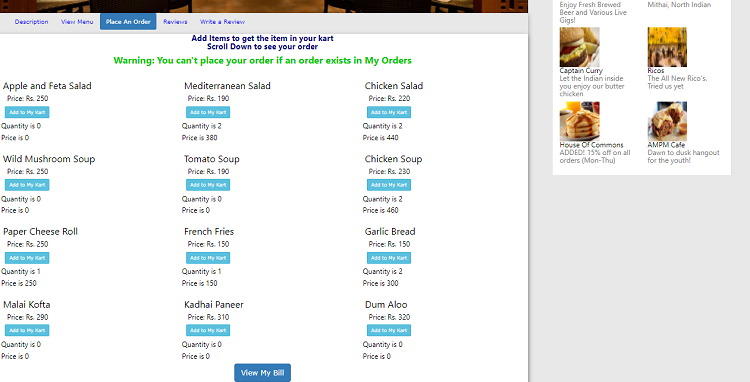 Description View Menu Place An Order Reviews Write a Review
Add Items to get the item in your kart
Scroll Down to see your order
Warning: You can't place your order if an order exists in My Orders
Apple and Feta Salad Mediterranean Salad Chicken Salad
Price: Rs. 250 Price: Rs. 190 Price: Rs. 220
Add to My Kart Add to My Kart Add to My Kart
Quantity is 0 Quantity is 2 Quantity is 2
Price is 0 Price is 380 Price is 440
Wild Mushroom Soup Tomato Soup Chicken Soup
Price: Rs. 250 Price: Rs. 190 Price: Rs. 230
Add to My Kart Add to My Kart Add to My Kart
Quantity is 0 Quantity is 0 Quantity is 2
Price is 0 Price is 0 Price is 460
Paper Cheese Roll French Fries Garlic Bread
Price: Rs. 250 Price: Rs. 150 Price: Rs. 150
Add to My Kart Add to My Kart Add to My Kart
Quantity is 1 Quantity is 1 Quantity is 2
Price is 250 Price is 150 Price is 300
Malai Kofta Kadhai Paneer Dum Aloo
Price: Rs. 290 Price: Rs. 310 Price: Rs. 320
Add to My Kart Add to My Kart Add to My Kart
Quantity is 0 Quantity is 0 Quantity is 0
Price is 0 Price is 0 Price is 0
View My Bill
Enjoy Fresh Brewed
Beer and Various Live
Gigs!
Mithai, North Indian
Captain Curry
Let the Indian inside
you enjoy our butter
chicken
Ricos
The All New Rico's,
Tried us yet
House Of Commons
ADDED! 15% off on all
orders (Mon-Thu)
AMPM Cafe
Dawn to dusk hangout
for the youth!